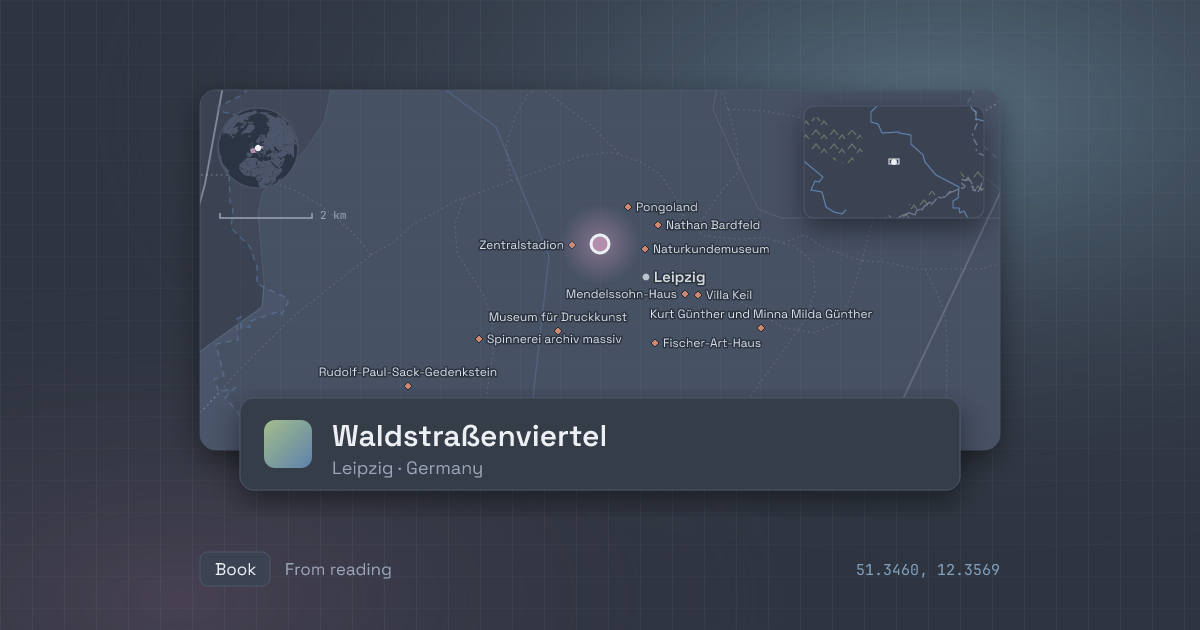 2 km
Pongoland
Nathan Bardfeld
Zentralstadion
Naturkundemuseum
Leipzig
Mendelssohn-Haus
Villa Keil
Museum für Druckkunst
Kurt Günther und Minna Milda Günther
Spinnerei archiv massiv
Fischer-Art-Haus
Rudolf-Paul-Sack-Gedenkstein
Waldstraßenviertel
Leipzig · Germany
Book
From reading
51.3460, 12.3569